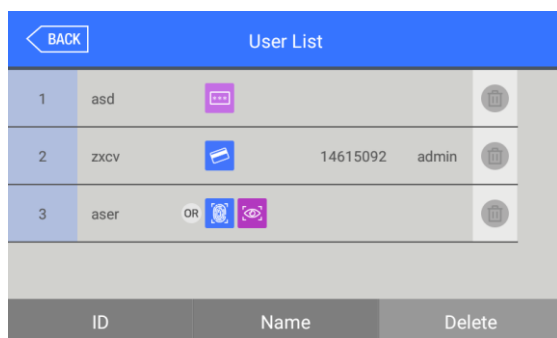 BACK User List
1 asd
2 zxcv 14615092 admin
3 aser OR
ID Name Delete